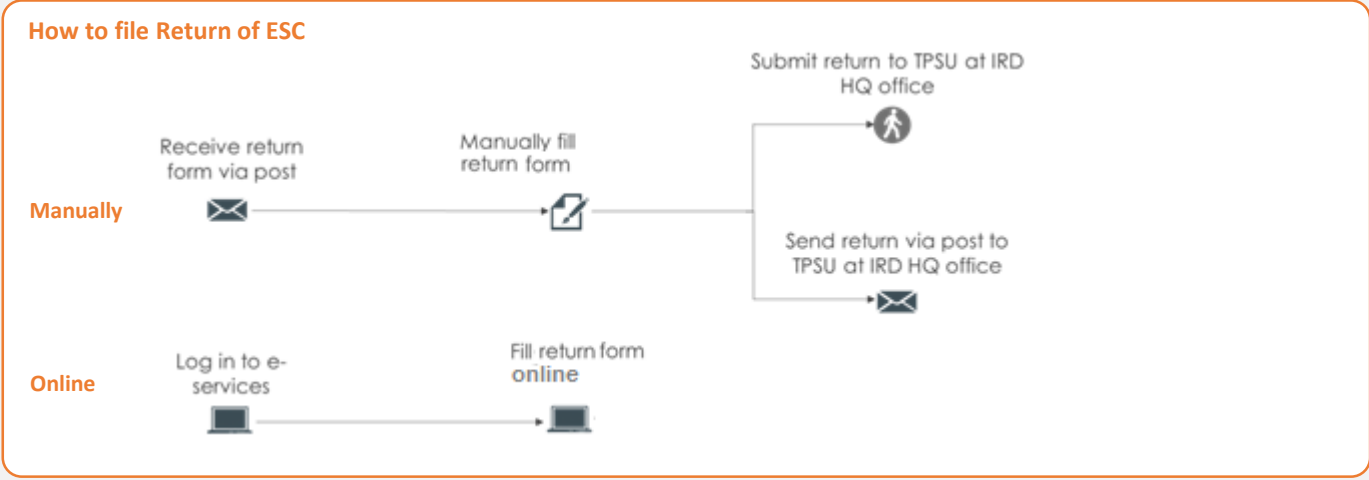 How to file Return of ESC
Submit return to TPSU at IRD
HQ office
Receive return
form via post
Manually fill
return form
Manually
Send return via post to
TPSU at IRD HQ office
Log in to e-
services
Fill return form
online
Online